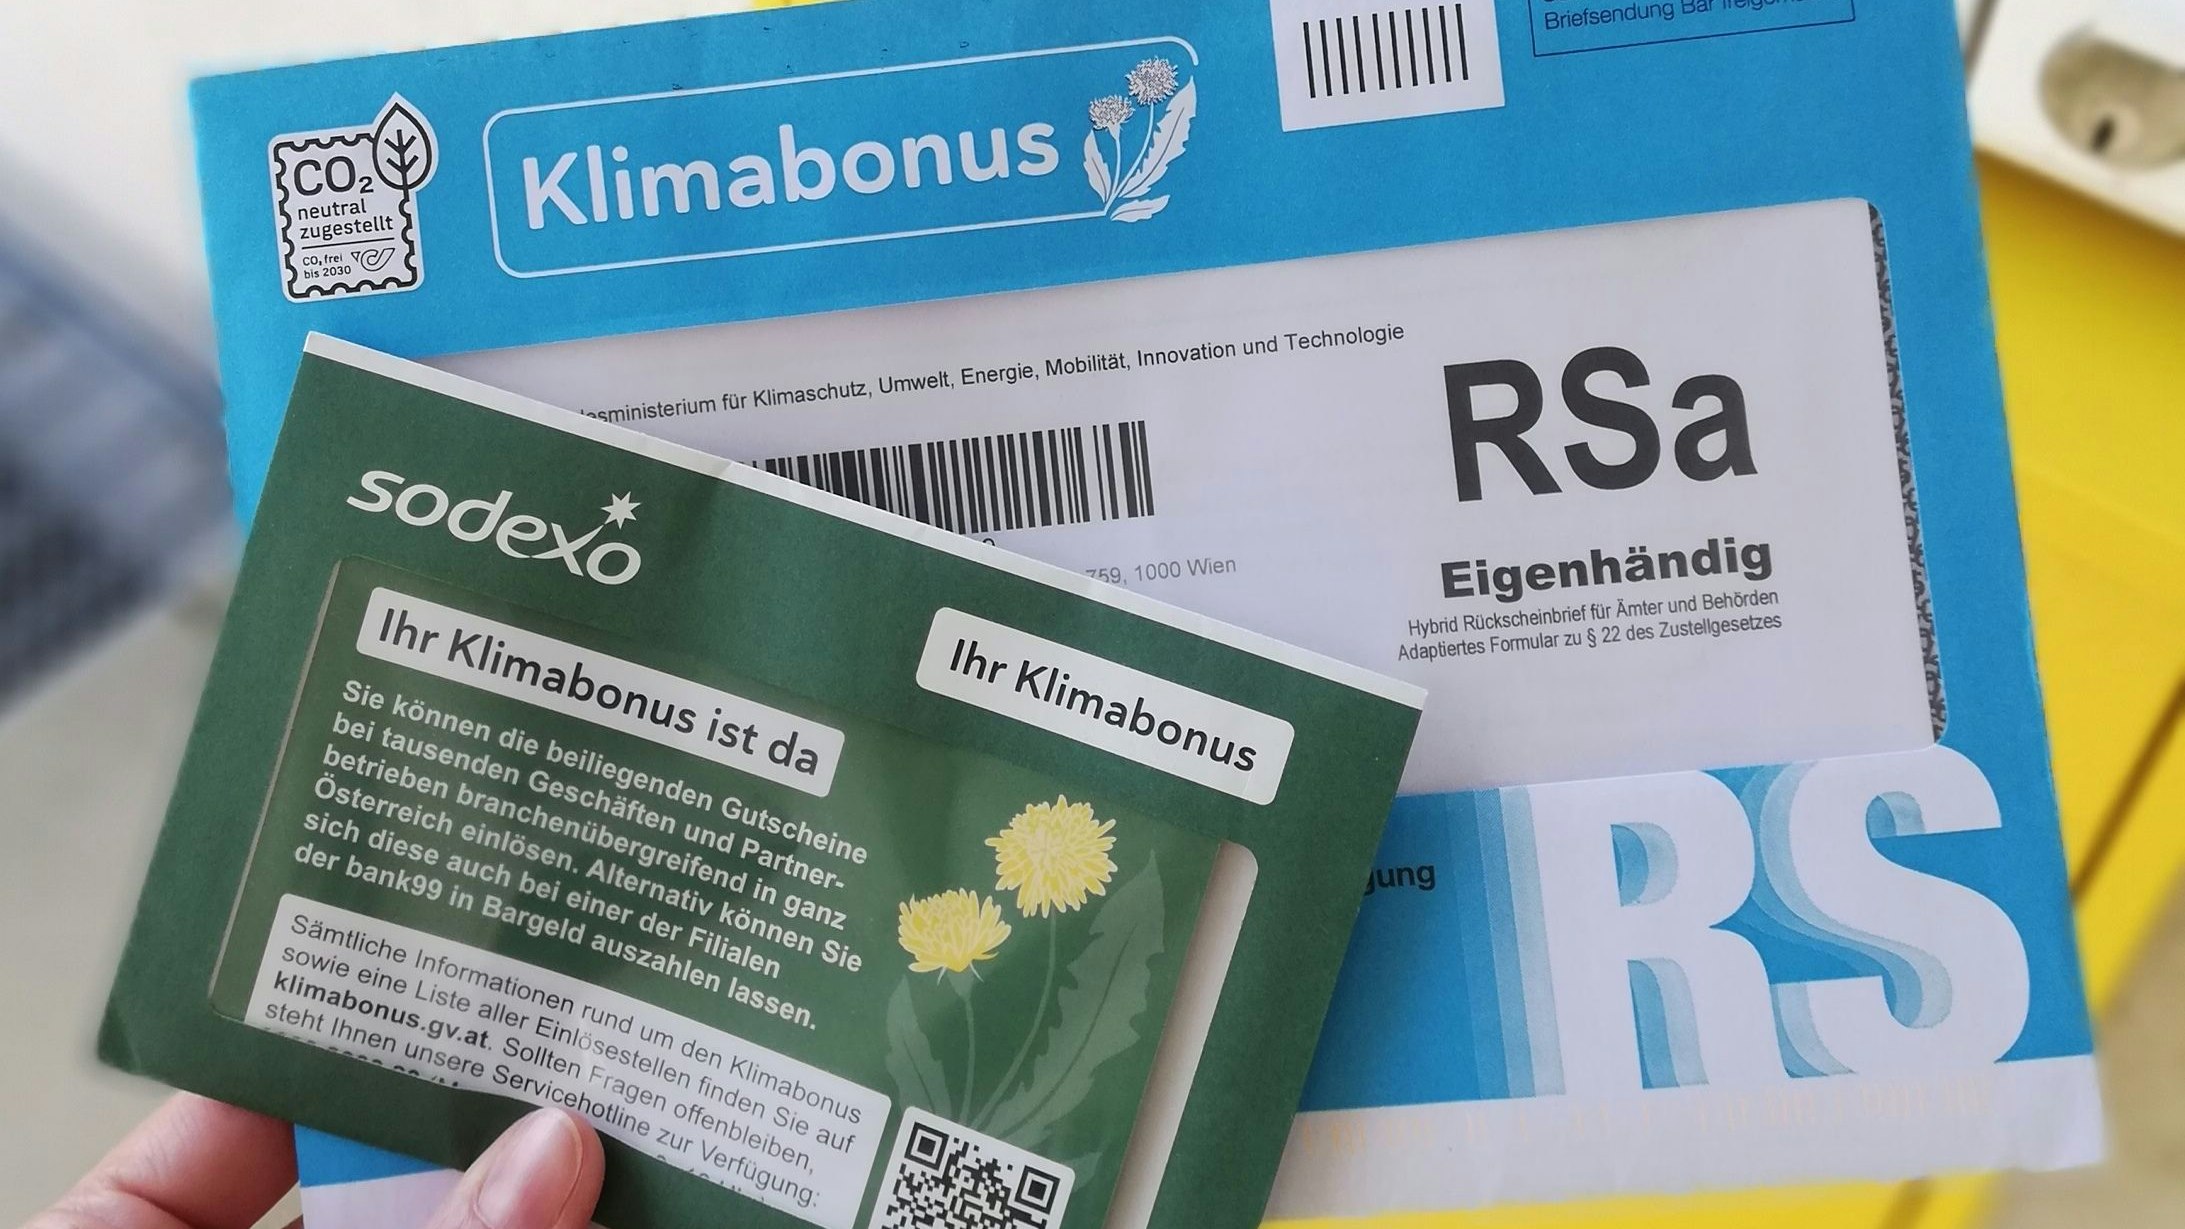 Briefsendung Bar
CO₂
neutral
zugestellt
CO₂ frei
bis 2030
Klimabonus
esministerium für Klimaschutz, Umwelt, Energie, Mobilität, Innovation und Technologie
RSa
759, 1000 Wien
Eigenhändig
Hybrid Rückscheinbrief für Ämter und Behörden
Adaptiertes Formular zu § 22 des Zustellgesetzes
gung
RS
sodexo
Ihr Klimabonus
Ihr Klimabonus ist da
Sie können die beiliegenden Gutscheine
bei tausenden Geschäften und Partner-
betrieben branchenübergreifend in ganz
Österreich einlösen. Alternativ können Sie
sich diese auch bei einer der Filialen
der bank99 in Bargeld auszahlen lassen.
Sämtliche Informationen rund um den Klimabonus
sowie eine Liste aller Einlösestellen finden Sie auf
klimabonus.gv.at. Sollten Fragen offenbleiben,
steht Ihnen unsere Servicehotline zur Verfügung: